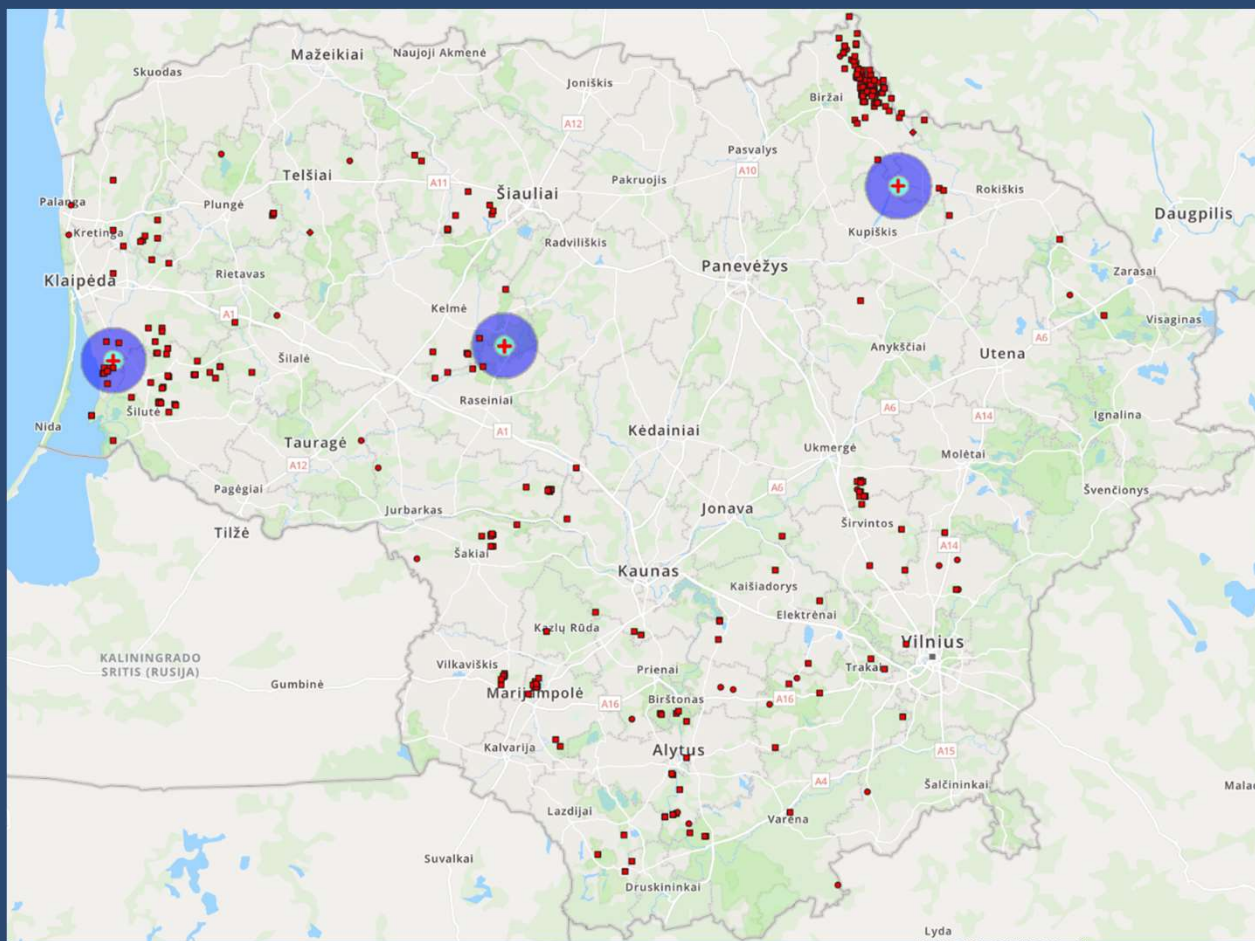 Mažeikiai
Naujoji Akmenė
Skuodas
Joniškis
Biržai
A12
Pasvalys
A10
Telšiai
A11
Šiauliai
Pakruojis
Rokiškis
Palanga
Plungė
Daugpilis
Kretinga
Kupiškis
Radviliškis
Panevėžys
Klaipėda
Rietavas
Zarasai
Kelmė
A1
Visaginas
A6
Anykščiai
Utena
Šilalė
Raseiniai
A6
A14
Ignalina
Šilutė
Nida
A1
Kėdainiai
Tauragė
Ukmergė
Molėtai
A12
A6
Švenčionys
Pagėgiai
Jurbarkas
Jonava
Tilžė
Širvintos
A14
Šakiai
Kaunas
Kaišiadorys
Elektrėnai
Kazlų Rūda
Vilnius
KALININGRADO
SRITIS (RUSIJA)
Vilkaviškis
Prienai
Trakai
Gumbinė
Marijampolė
Birštonas
A16
A16
Kalvarija
Alytus
A15
A4
Šalčininkai
Malad
Lazdijai
Varėna
Suvalkai
Druskininkai
Lyda